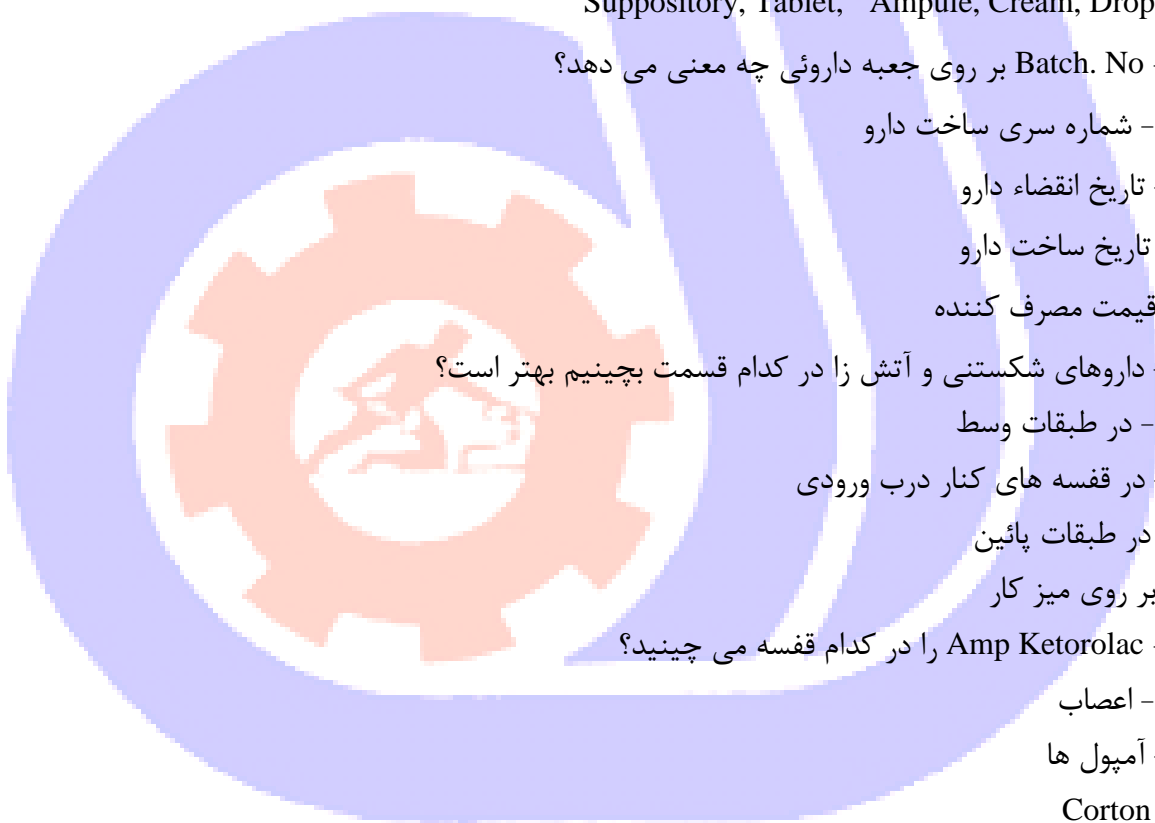 Suppository, Tablet, Ampule, Cream, Drop
- Batch. No بر روی جعبه داروئی چه معنی می دهد؟
- شماره سری ساخت دارو
- تاریخ انقضاء دارو
تاریخ ساخت دارو
قیمت مصرف کننده
- داروهای شکستنی و آتش زا در کدام قسمت بچینیم بهتر است؟
- در طبقات وسط
- در قفسه های کنار درب ورودی
در طبقات پائین
بر روی میز کار
- Amp Ketorolac را در کدام قفسه می چینید؟
- اعصاب
- آمپول ها
Corton